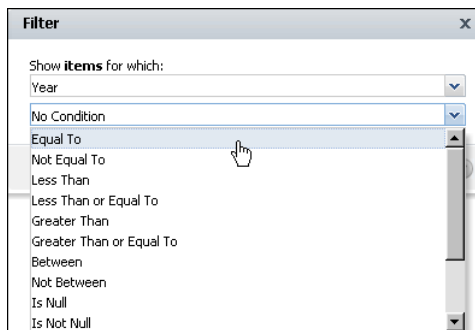 Filter x
Show items for which:
Year
No Condition
Equal To
Not Equal To
Less Than
Less Than or Equal To
Greater Than
Greater Than or Equal To
Between
Not Between
Is Null
Is Not Null